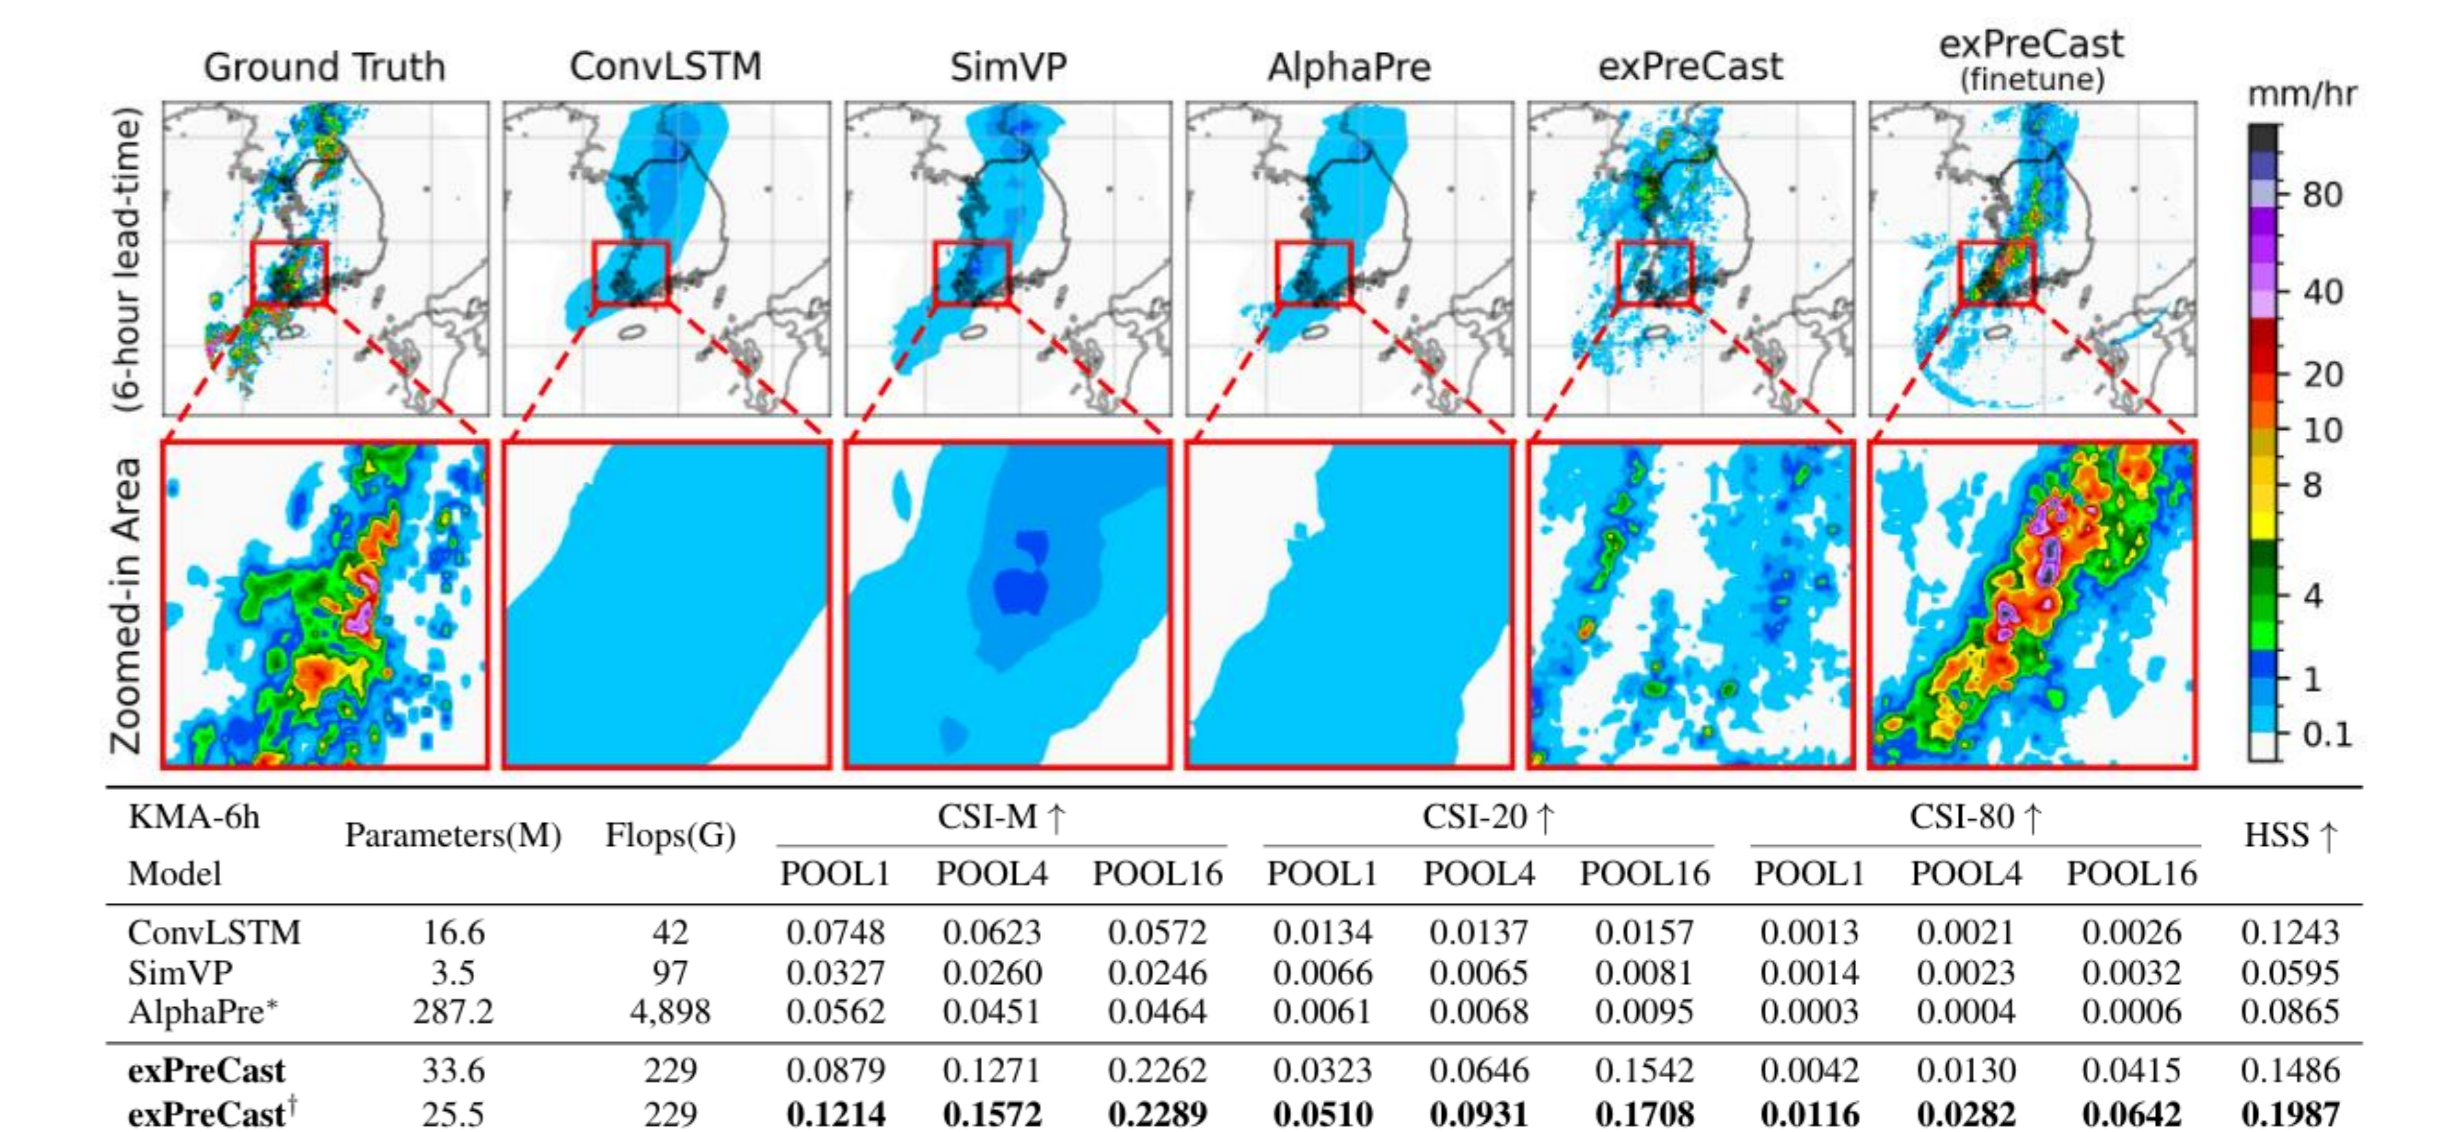 Ground Truth ConvLSTM SimVP AlphaPre exPreCast exPreCast
(finetune)
mm/hr
(6-hour lead-time)
Zoomed-in Area
80
40
20
10
8
4
1
0.1
KMA-6h Parameters(M) Flops(G) CSI-M ↑ CSI-20 ↑ CSI-80 ↑ HSS ↑
Model POOL1 POOL4 POOL16 POOL1 POOL4 POOL16 POOL1 POOL4 POOL16
ConvLSTM 16.6 42 0.0748 0.0623 0.0572 0.0134 0.0137 0.0157 0.0013 0.0021 0.0026 0.1243
SimVP 3.5 97 0.0327 0.0260 0.0246 0.0066 0.0065 0.0081 0.0014 0.0023 0.0032 0.0595
AlphaPre* 287.2 4,898 0.0562 0.0451 0.0464 0.0061 0.0068 0.0095 0.0003 0.0004 0.0006 0.0865
exPreCast 33.6 229 0.0879 0.1271 0.2262 0.0323 0.0646 0.1542 0.0042 0.0130 0.0415 0.1486
exPreCast† 25.5 229 0.1214 0.1572 0.2289 0.0510 0.0931 0.1708 0.0116 0.0282 0.0642 0.1987